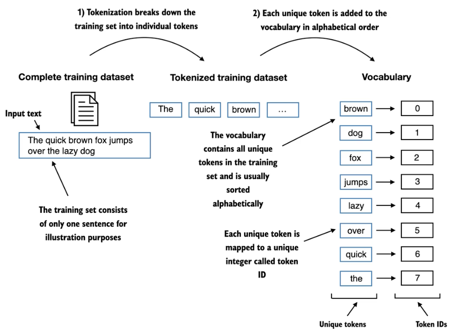 1) Tokenization breaks down the
training set into individual tokens
2) Each unique token is added to the
vocabulary in alphabetical order
Complete training dataset
Tokenized training dataset
Vocabulary
Input text
The quick brown fox jumps
over the lazy dog
The training set consists
of only one sentence for
illustration purposes
The quick brown ...
The vocabulary
contains all unique
tokens in the training
set and is usually
sorted
alphabetically
Each unique token is
mapped to a unique
integer called token
ID
brown 0
dog 1
fox 2
jumps 3
lazy 4
over 5
quick 6
the 7
Unique tokens
Token IDs